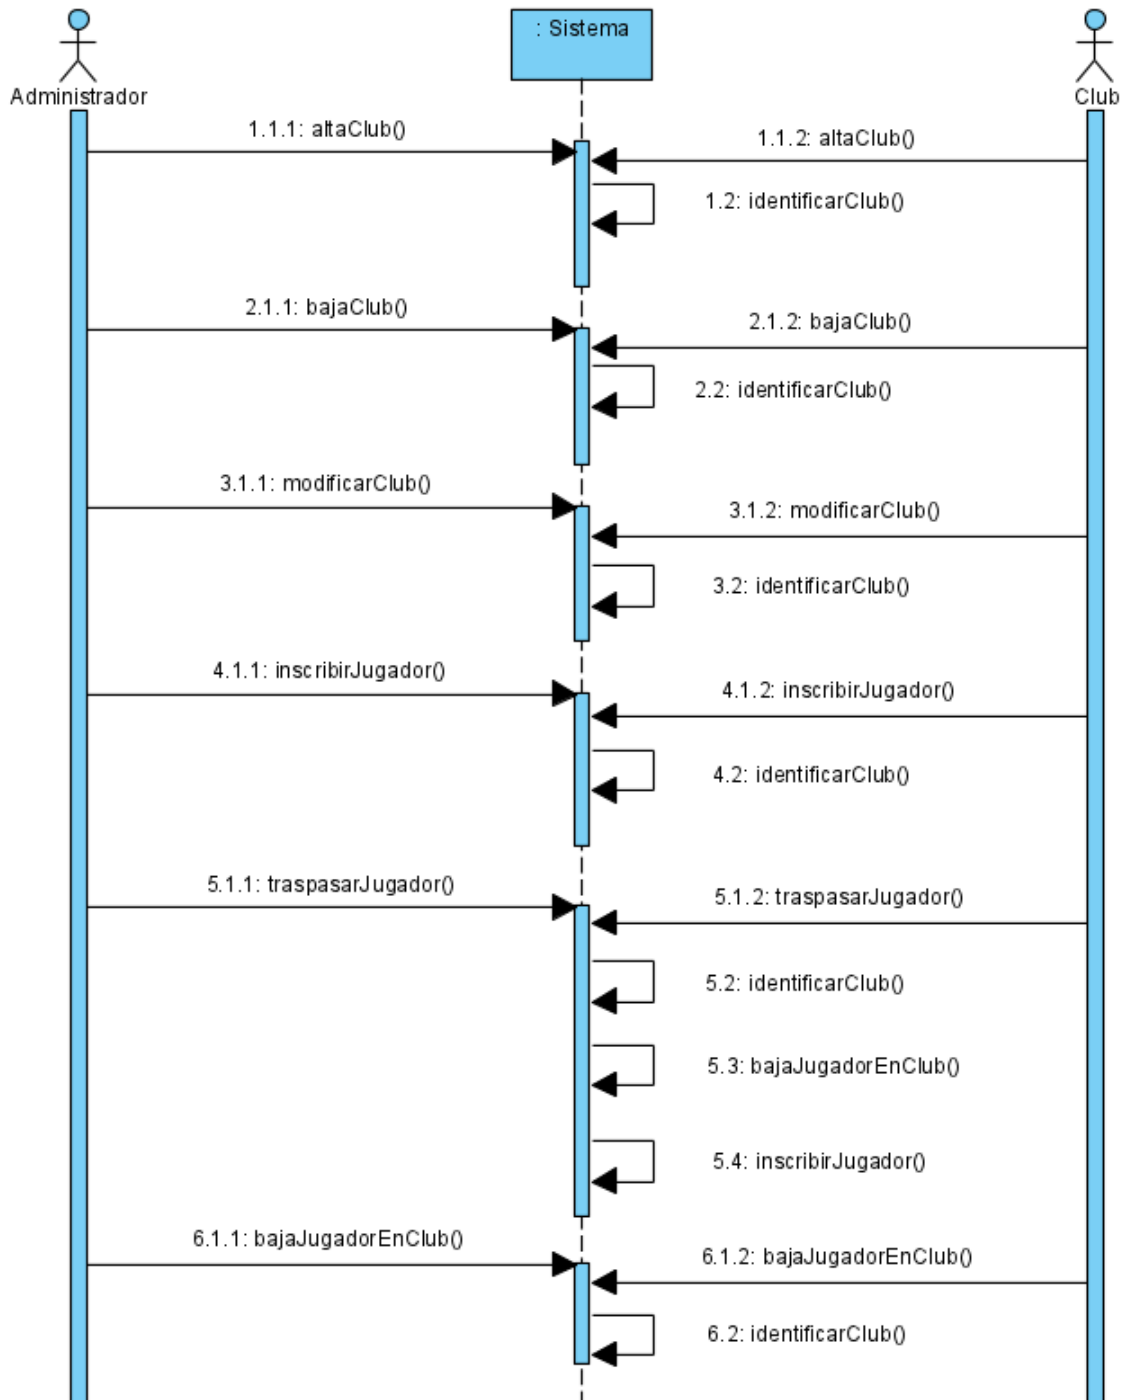 : Sistema
Administrador
Club
1.1.1: altaClub()
1.1.2: altaClub()
1.2: identificarClub()
2.1.1: bajaClub()
2.1.2: bajaClub()
2.2: identificarClub()
3.1.1: modificarClub()
3.1.2: modificarClub()
3.2: identificarClub()
4.1.1: inscribirJugador()
4.1.2: inscribirJugador()
4.2: identificarClub()
5.1.1: traspasarJugador()
5.1.2: traspasarJugador()
5.2: identificarClub()
5.3: bajaJugadorEnClub()
5.4: inscribirJugador()
6.1.1: bajaJugadorEnClub()
6.1.2: bajaJugadorEnClub()
6.2: identificarClub()